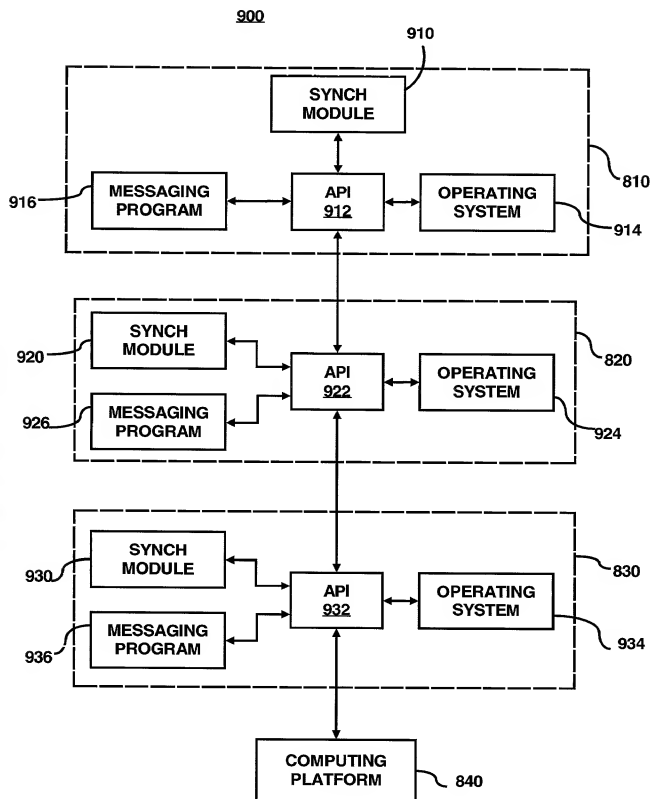 900
910
SYNCH
MODULE
810
916
MESSAGING
PROGRAM
API
912
OPERATING
SYSTEM
914
920
SYNCH
MODULE
820
API
922
OPERATING
SYSTEM
926
MESSAGING
PROGRAM
924
930
SYNCH
MODULE
830
API
932
OPERATING
SYSTEM
936
MESSAGING
PROGRAM
934
COMPUTING
PLATFORM
840